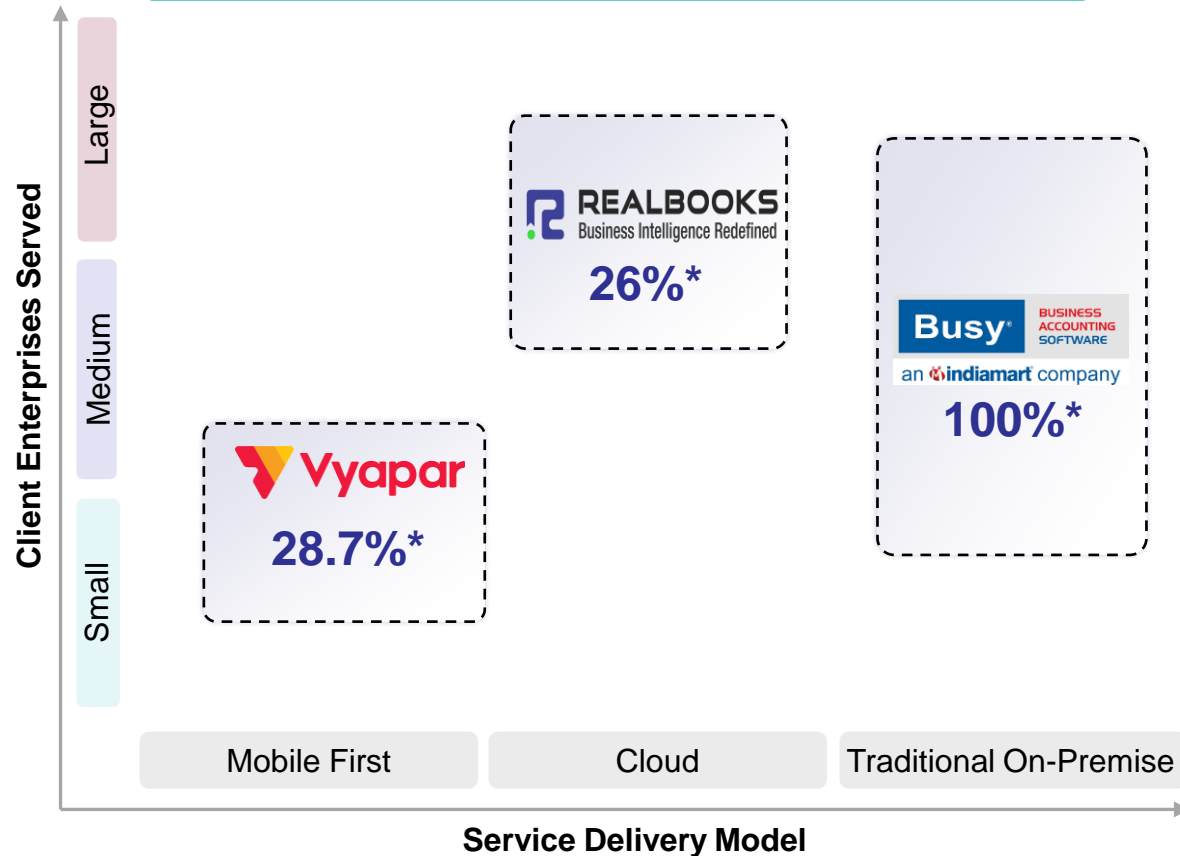 Client Enterprises Served
Large
Medium
Small
REALBOOKS
Business Intelligence Redefined
26%*
Busy®
BUSINESS
ACCOUNTING
SOFTWARE
an indiamart company
100%*
Vyapar
28.7%*
Mobile First
Cloud
Traditional On-Premise
Service Delivery Model